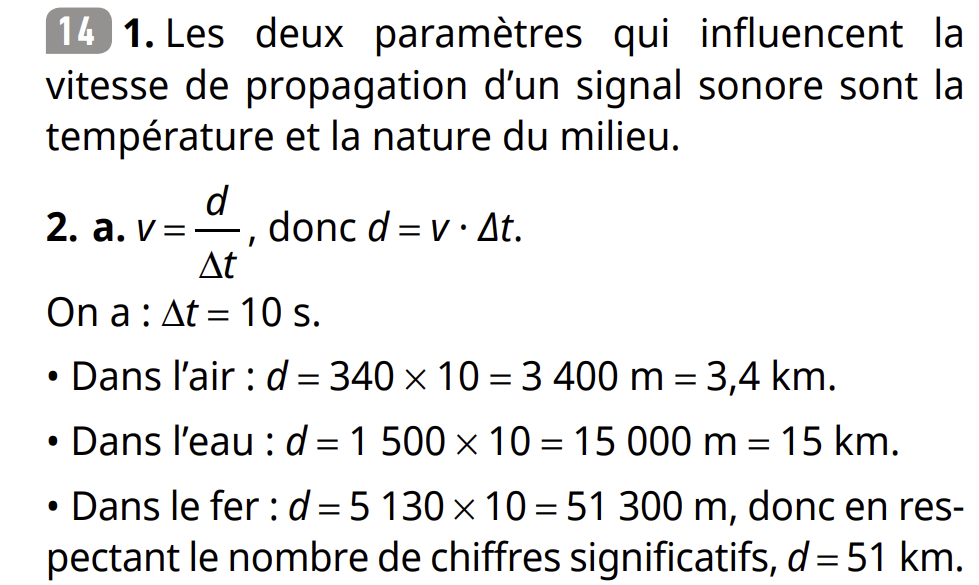 14 1. Les deux paramètres qui influencent la
vitesse de propagation d'un signal sonore sont la
température et la nature du milieu.
2. a. v = d/Δt, donc d = v · Δt.
On a : Δt = 10 s.
• Dans l'air : d = 340 × 10 = 3 400 m = 3,4 km.
• Dans l'eau : d = 1 500 × 10 = 15 000 m = 15 km.
• Dans le fer : d = 5 130 × 10 = 51 300 m, donc en res-
pectant le nombre de chiffres significatifs, d = 51 km.